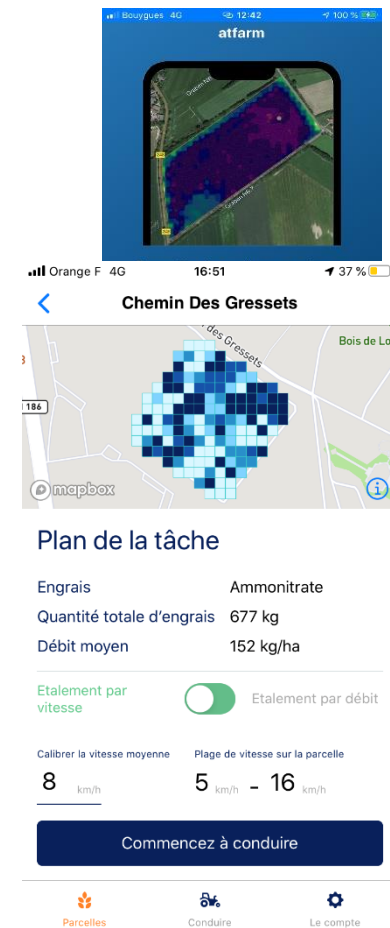 Bouygues 4G 12:42 100 %
atfarm
Orange F 4G 16:51 37 %
Chemin Des Gressets
des Gressets
Bois de Lo
186
mapbox
i
Plan de la tâche
Engrais Ammonitrate
Quantité totale d'engrais 677 kg
Débit moyen 152 kg/ha
Etalement par vitesse
Etalement par débit
Calibrer la vitesse moyenne
Plage de vitesse sur la parcelle
8 km/h
5 km/h - 16 km/h
Commencez à conduire
Parcelles Conduire Le compte